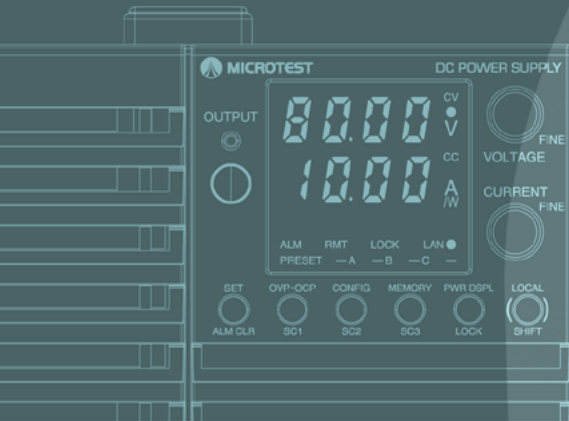 MICROTEST
DC POWER SUPPLY
OUTPUT
80.00 CV V
FINE
VOLTAGE
10.00 CC A /W
CURRENT
FINE
ALM RMT LOCK LAN
PRESET —A —B —C —
SET OVP-OCP CONFIG MEMORY PWR DSPL LOCAL
ALM CLR SC1 SC2 SC3 LOCK SHIFT